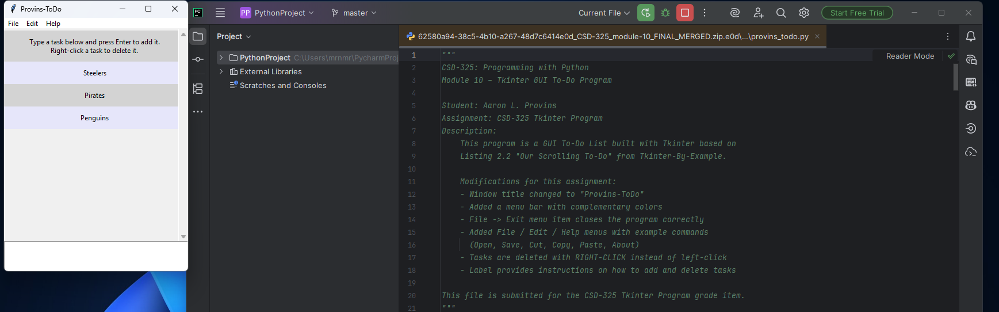 Provins-ToDo
File Edit Help
Type a task below and press Enter to add it.
Right-click a task to delete it.
Steelers
Pirates
Penguins
PC
PP PythonProject
master
Current File
Start Free Trial
Project
PythonProject C:\Users\mrnmr\PycharmProj
External Libraries
Scratches and Consoles
62580a94-38c5-4b10-a267-48d7c6414e0d_CSD-325_module-10_FINAL_MERGED.zip.e0d\...\provins_todo.py
Reader Mode
1 """
2 CSD-325: Programming with Python
3 Module 10 – Tkinter GUI To-Do Program
4
5 Student: Aaron L. Provins
6 Assignment: CSD-325 Tkinter Program
7 Description:
8 This program is a GUI To-Do List built with Tkinter based on
9 Listing 2.2 "Our Scrolling To-Do" from Tkinter-By-Example.
10
11 Modifications for this assignment:
12 - Window title changed to "Provins-ToDo"
13 - Added a menu bar with complementary colors
14 - File -> Exit menu item closes the program correctly
15 - Added File / Edit / Help menus with example commands
16 (Open, Save, Cut, Copy, Paste, About)
17 - Tasks are deleted with RIGHT-CLICK instead of left-click
18 - Label provides instructions on how to add and delete tasks
19
20 This file is submitted for the CSD-325 Tkinter Program grade item.
21 """